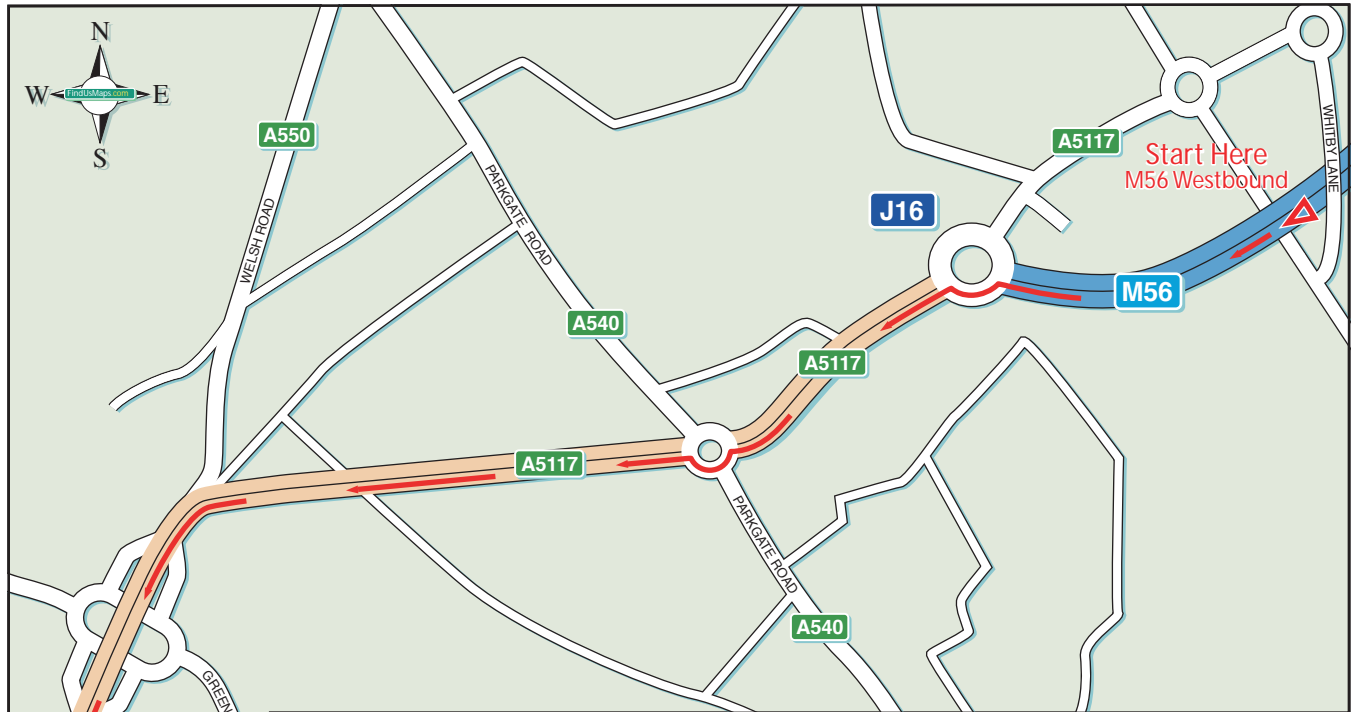 N
W
FindUsMaps.com
E
S
A550
WELSH ROAD
PARKGATE ROAD
A540
A5117
Start Here
M56 Westbound
WHITBY LANE
J16
M56
A5117
A5117
PARKGATE ROAD
A540
GREEN